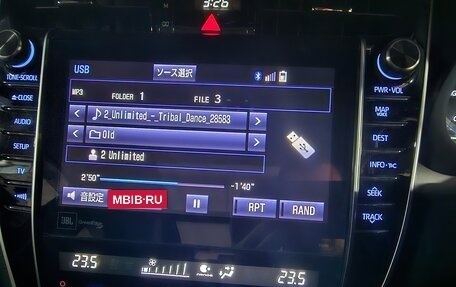 3:26
USB ソース選択
MP3 FOLDER 1 FILE 3
2_Unlimited_-_Tribal_Dance_28583
Old
2 Unlimited
2'50" -1'40"
音設定 MBIB·RU RPT RAND
JBL GreenEdge
TUNE·SCROLL
CLOSE
AUDIO
SETUP
TV
PWR·VOL
MAP
DEST
INFO·
SEEK
TRACK
23.5 23.5